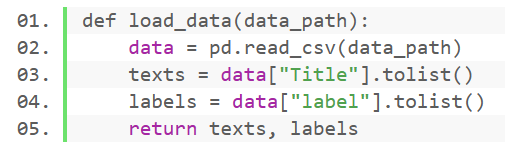 01. def load_data(data_path):
02.     data = pd.read_csv(data_path)
03.     texts = data["Title"].tolist()
04.     labels = data["label"].tolist()
05.     return texts, labels